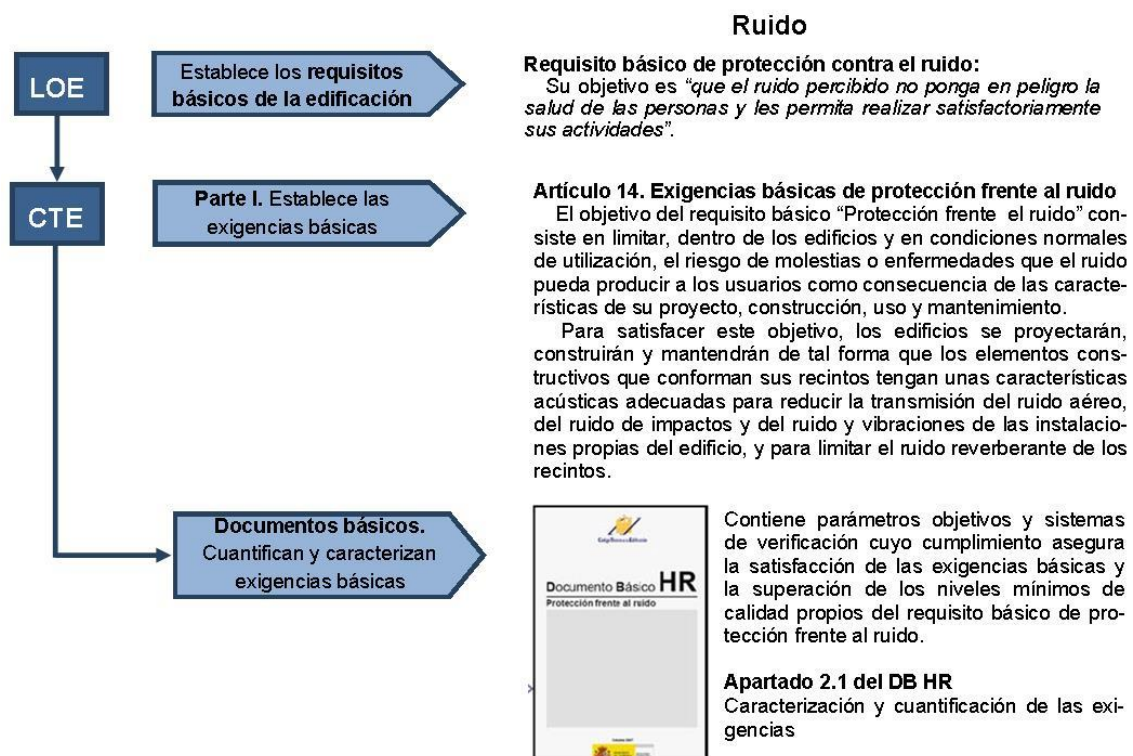 Ruido
LOE
Establece los requisitos
básicos de la edificación
Requisito básico de protección contra el ruido:
Su objetivo es “que el ruido percibido no ponga en peligro la
salud de las personas y les permita realizar satisfactoriamente
sus actividades”.
CTE
Parte I. Establece las
exigencias básicas
Artículo 14. Exigencias básicas de protección frente al ruido
El objetivo del requisito básico “Protección frente el ruido” con-
siste en limitar, dentro de los edificios y en condiciones normales
de utilización, el riesgo de molestias o enfermedades que el ruido
pueda producir a los usuarios como consecuencia de las caracte-
rísticas de su proyecto, construcción, uso y mantenimiento.
Para satisfacer este objetivo, los edificios se proyectarán,
construirán y mantendrán de tal forma que los elementos cons-
tructivos que conforman sus recintos tengan unas características
acústicas adecuadas para reducir la transmisión del ruido aéreo,
del ruido de impactos y del ruido y vibraciones de las instalacio-
nes propias del edificio, y para limitar el ruido reverberante de los
recintos.
Documentos básicos.
Cuantifican y caracterizan
exigencias básicas
Documento Básico HR
Protección frente al ruido
Contiene parámetros objetivos y sistemas
de verificación cuyo cumplimiento asegura
la satisfacción de las exigencias básicas y
la superación de los niveles mínimos de
calidad propios del requisito básico de pro-
tección frente al ruido.
Apartado 2.1 del DB HR
Caracterización y cuantificación de las exi-
gencias